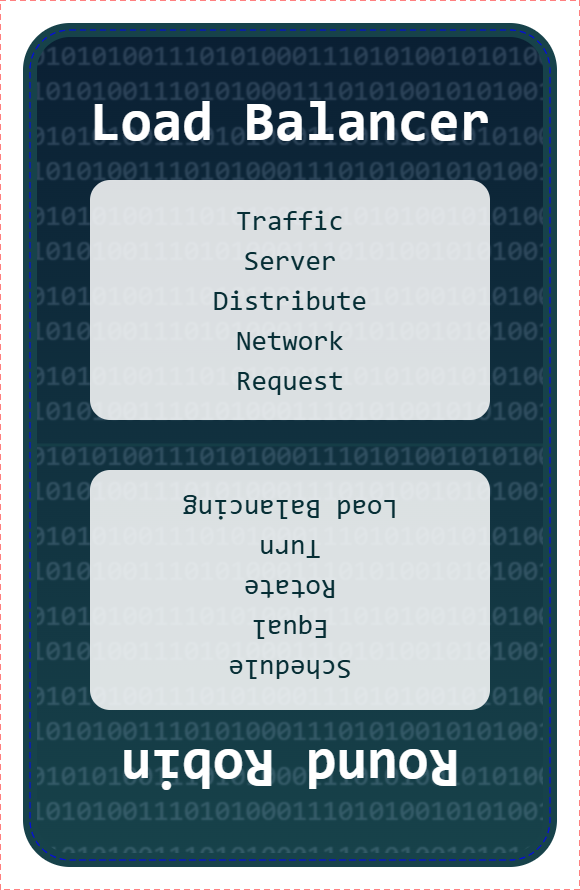 Load Balancer
Traffic
Server
Distribute
Network
Request
Round Robin
Schedule
Equal
Rotate
Turn
Load Balancing